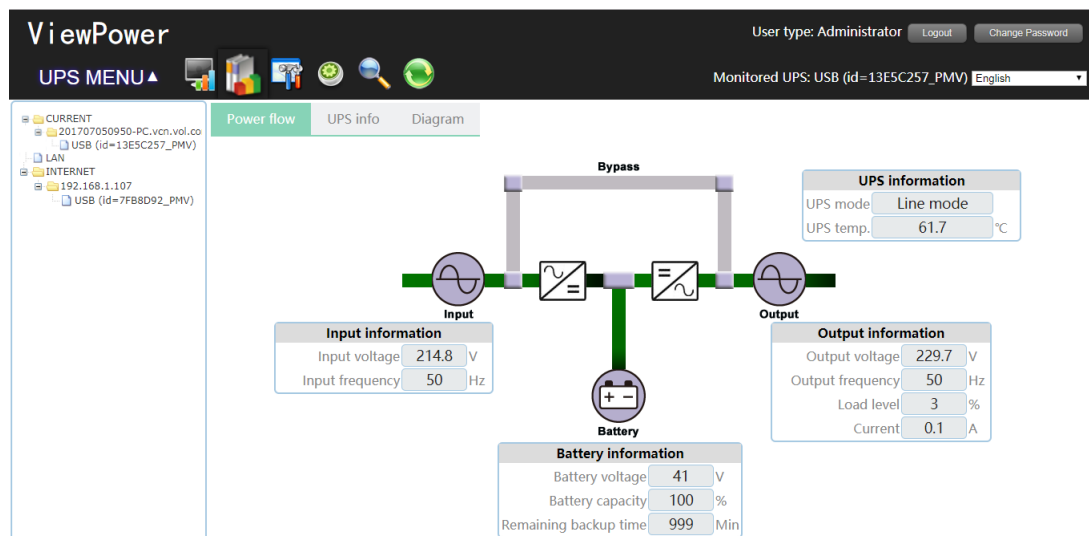 ViewPower
User type: Administrator Logout Change Password
UPS MENU▲
Monitored UPS: USB (id=13E5C257_PMV) English
CURRENT
201707050950-PC.vcn.vol.co
USB (id=13E5C257_PMV)
LAN
INTERNET
192.168.1.107
USB (id=7FB8D92_PMV)
Power flow UPS info Diagram
Bypass
UPS information
UPS mode Line mode
UPS temp. 61.7 ℃
Input
Output
Input information
Input voltage 214.8 V
Input frequency 50 Hz
Output information
Output voltage 229.7 V
Output frequency 50 Hz
Load level 3 %
Current 0.1 A
+ −
Battery
Battery information
Battery voltage 41 V
Battery capacity 100 %
Remaining backup time 999 Min